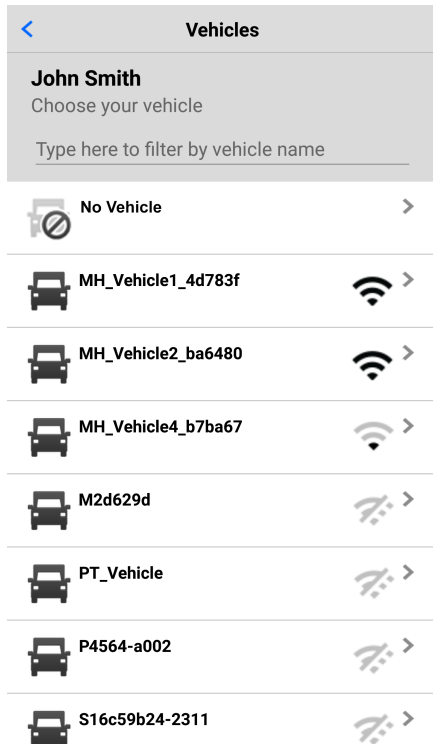 Vehicles
John Smith
Choose your vehicle
Type here to filter by vehicle name
No Vehicle
MH_Vehicle1_4d783f
MH_Vehicle2_ba6480
MH_Vehicle4_b7ba67
M2d629d
PT_Vehicle
P4564-a002
S16c59b24-2311